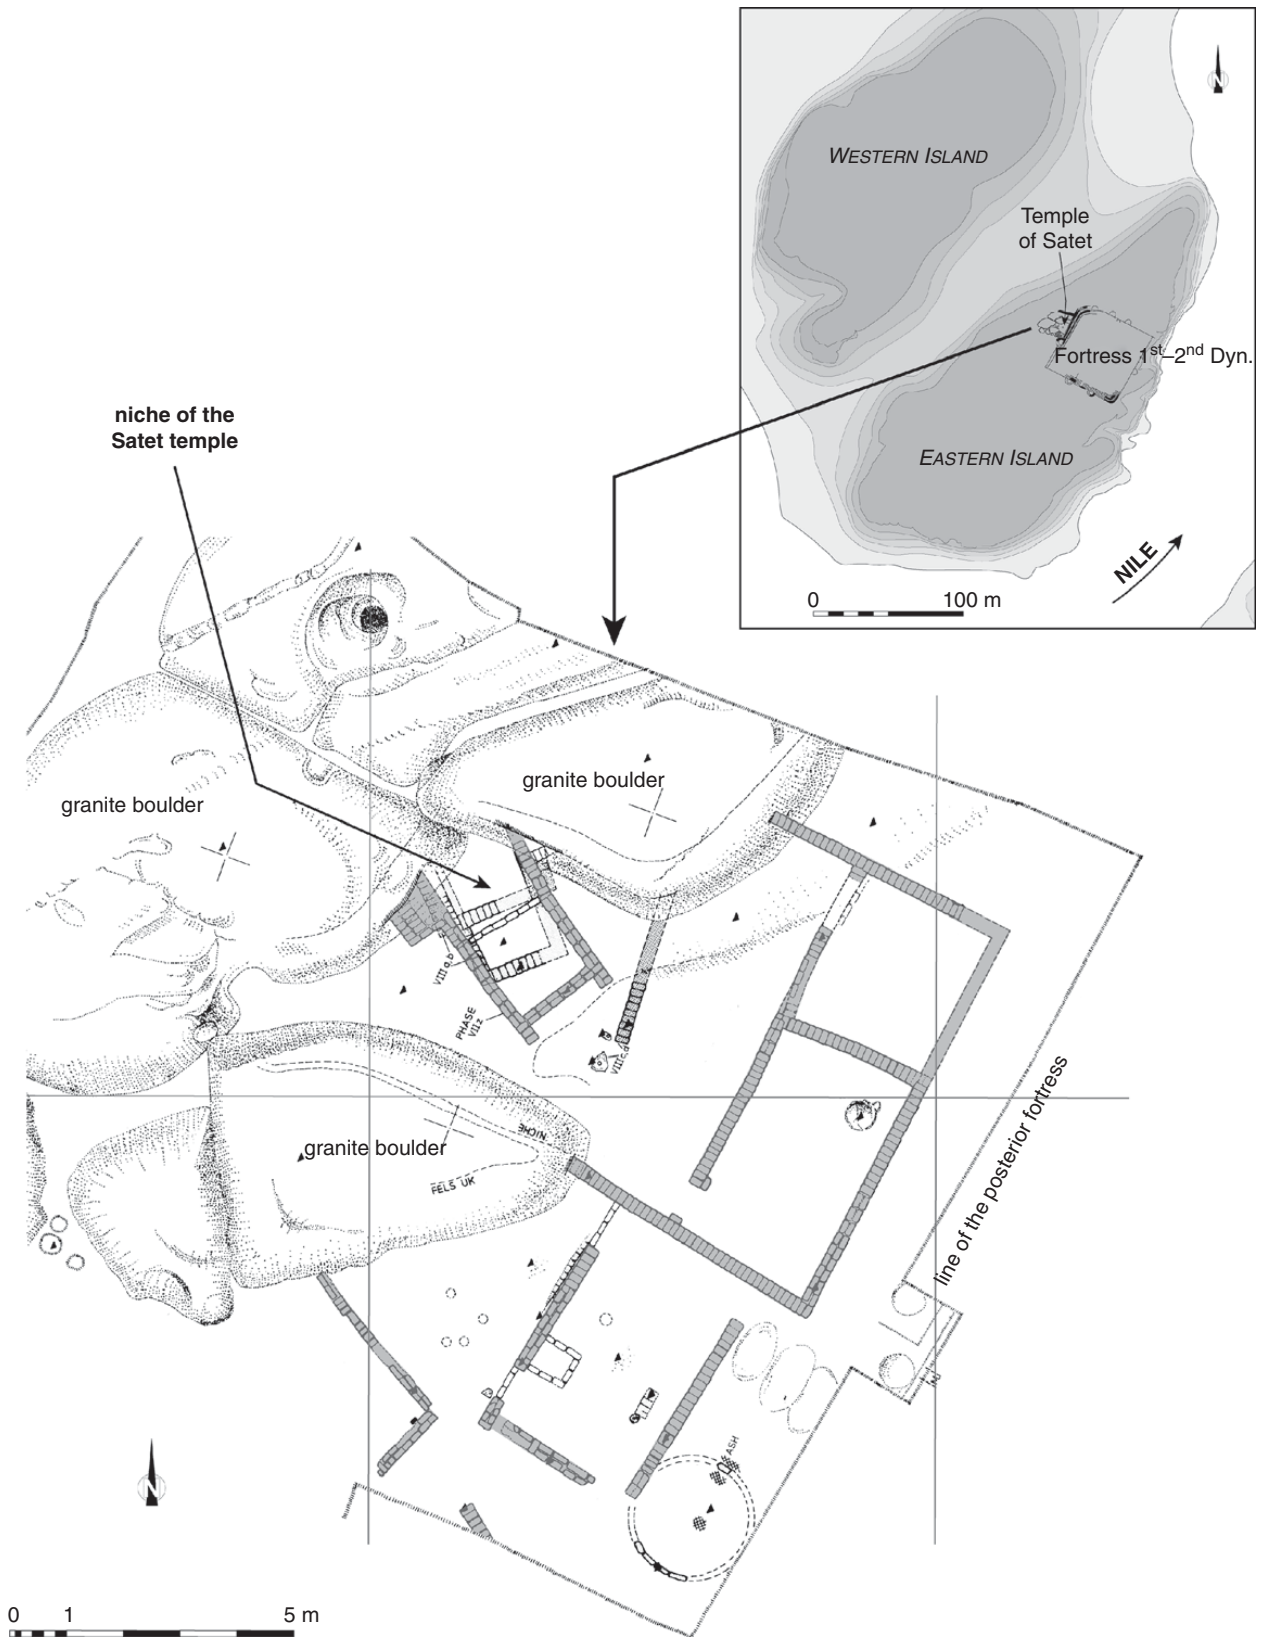 N
WESTERN ISLAND
Temple
of Satet
Fortress 1st–2nd Dyn.
EASTERN ISLAND
NILE
0 100 m
niche of the
Satet temple
granite boulder
granite boulder
VIII a,b
PHASE
VII z
VIII c,d
NICHE
granite boulder
FELS UK
line of the posterior fortress
ASH
N
0 1 5 m